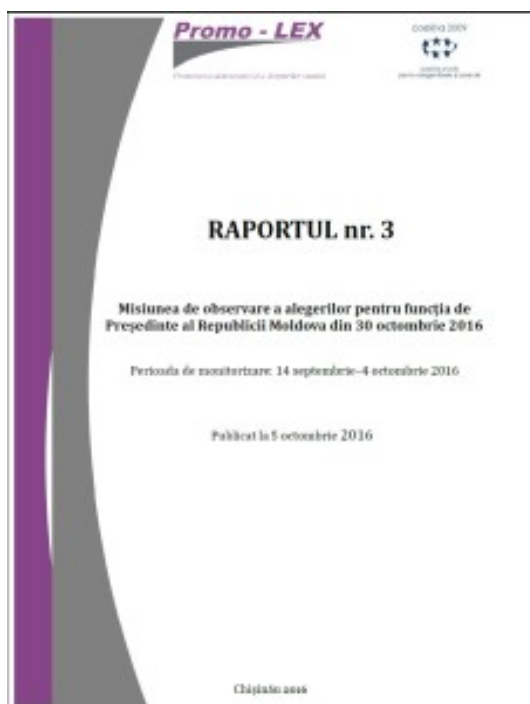 Promo - LEX
RAPORTUL nr. 3
Misiunea de observare a alegerilor pentru funcția de
Președinte al Republicii Moldova din 30 octombrie 2016
Perioada de monitorizare: 14 septembrie–4 octombrie 2016
Publicat la 5 octombrie 2016
Chișinău 2016